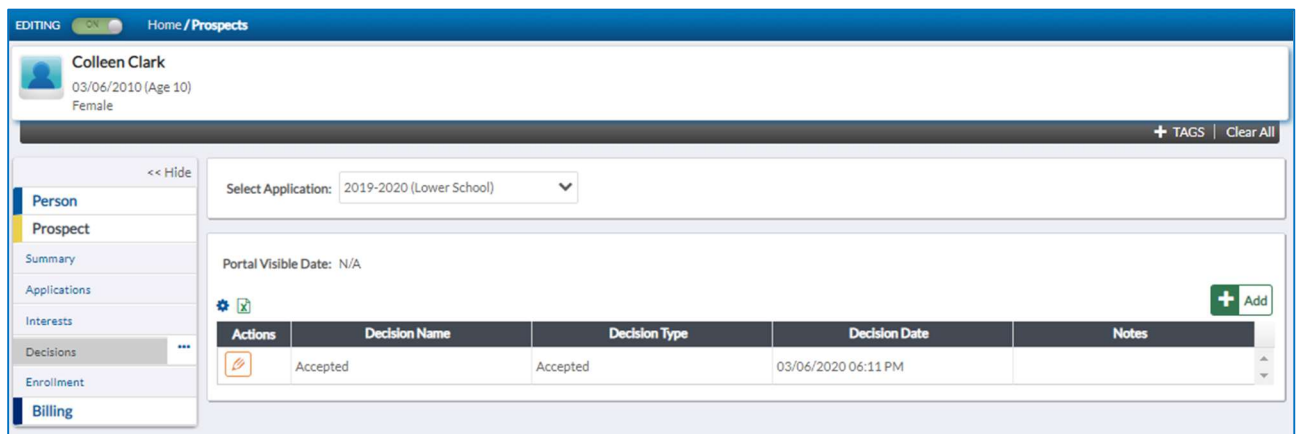 EDITING ON Home / Prospects
Colleen Clark
03/06/2010 (Age 10)
Female
+ TAGS | Clear All
<< Hide
Person
Prospect
Summary
Applications
Interests
Decisions ...
Enrollment
Billing
Select Application: 2019-2020 (Lower School)
Portal Visible Date: N/A
+ Add
Actions Decision Name Decision Type Decision Date Notes
Accepted Accepted 03/06/2020 06:11 PM